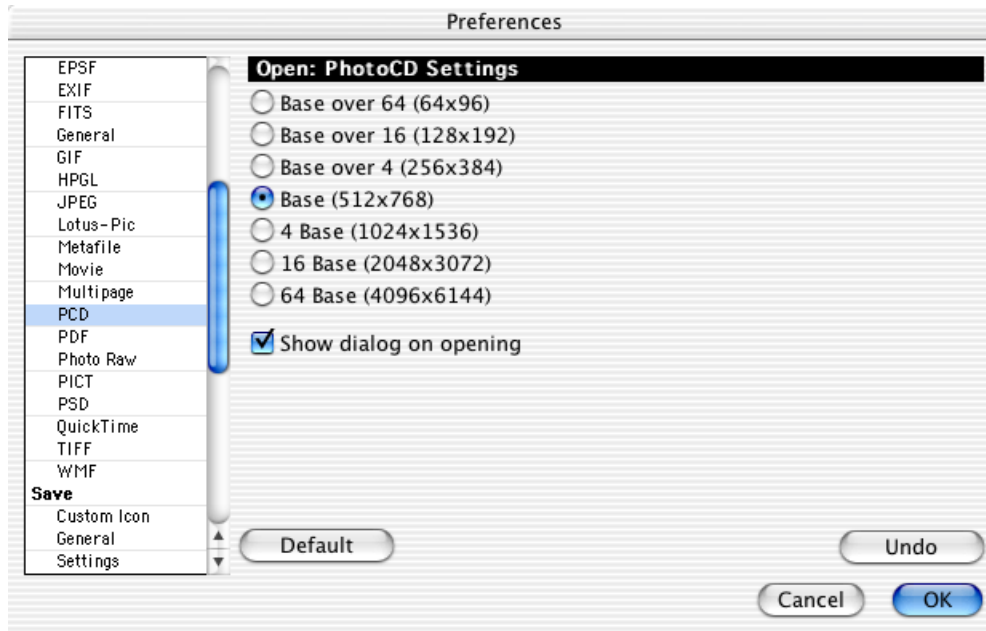 Preferences
EPSF
EXIF
FITS
General
GIF
HPGL
JPEG
Lotus-Pic
Metafile
Movie
Multipage
PCD
PDF
Photo Raw
PICT
PSD
QuickTime
TIFF
WMF
Save
Custom Icon
General
Settings
Open: PhotoCD Settings
Base over 64 (64x96)
Base over 16 (128x192)
Base over 4 (256x384)
Base (512x768)
4 Base (1024x1536)
16 Base (2048x3072)
64 Base (4096x6144)
Show dialog on opening
Default
Undo
Cancel
OK